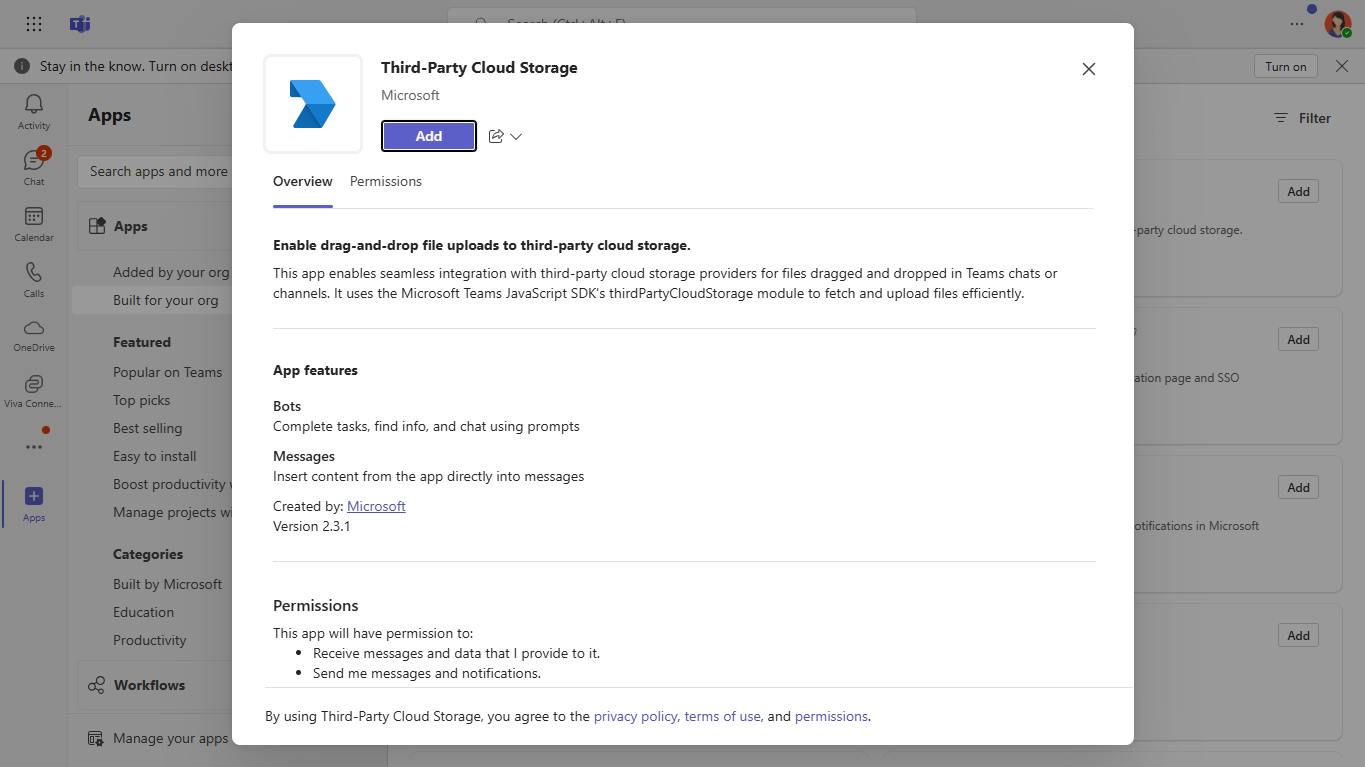 Search (Ctrl+Alt+E)
Stay in the know. Turn on deskt
Turn on
Activity
2
Chat
Calendar
Calls
OneDrive
Viva Conne...
Apps
Apps
Search apps and more
Apps
Added by your org
Built for your org
Featured
Popular on Teams
Top picks
Best selling
Easy to install
Boost productivity
Manage projects wi
Categories
Built by Microsoft
Education
Productivity
Workflows
Manage your apps
Third-Party Cloud Storage
Microsoft
Add
Overview
Permissions
Enable drag-and-drop file uploads to third-party cloud storage.
This app enables seamless integration with third-party cloud storage providers for files dragged and dropped in Teams chats or
channels. It uses the Microsoft Teams JavaScript SDK's thirdPartyCloudStorage module to fetch and upload files efficiently.
App features
Bots
Complete tasks, find info, and chat using prompts
Messages
Insert content from the app directly into messages
Created by: Microsoft
Version 2.3.1
Permissions
This app will have permission to:
• Receive messages and data that I provide to it.
• Send me messages and notifications.
By using Third-Party Cloud Storage, you agree to the privacy policy, terms of use, and permissions.
Filter
Add
-party cloud storage.
Add
ation page and SSO
Add
otifications in Microsoft
Add